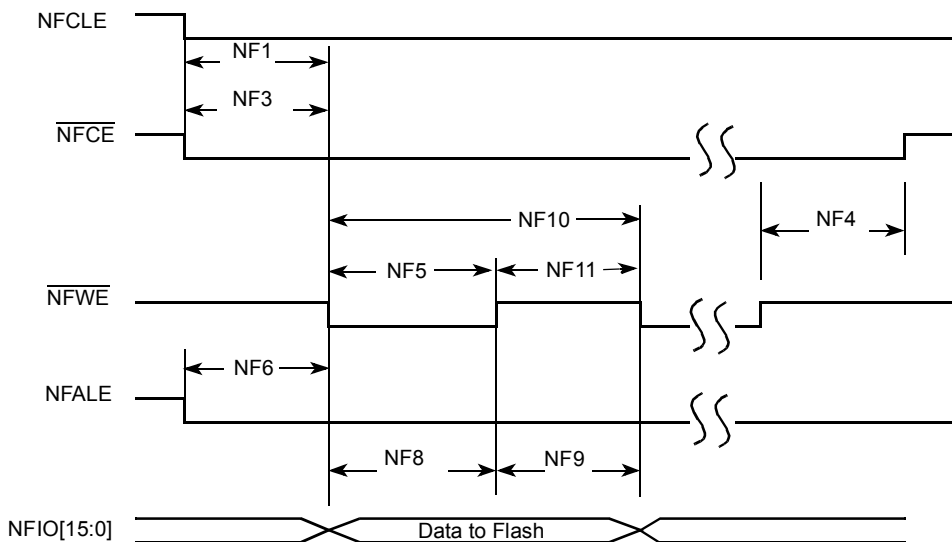 NFCLE
NF1
NF3
NFCE
NF10
NF4
NF5
NF11
NFWE
NF6
NFALE
NF8
NF9
NFIO[15:0]
Data to Flash